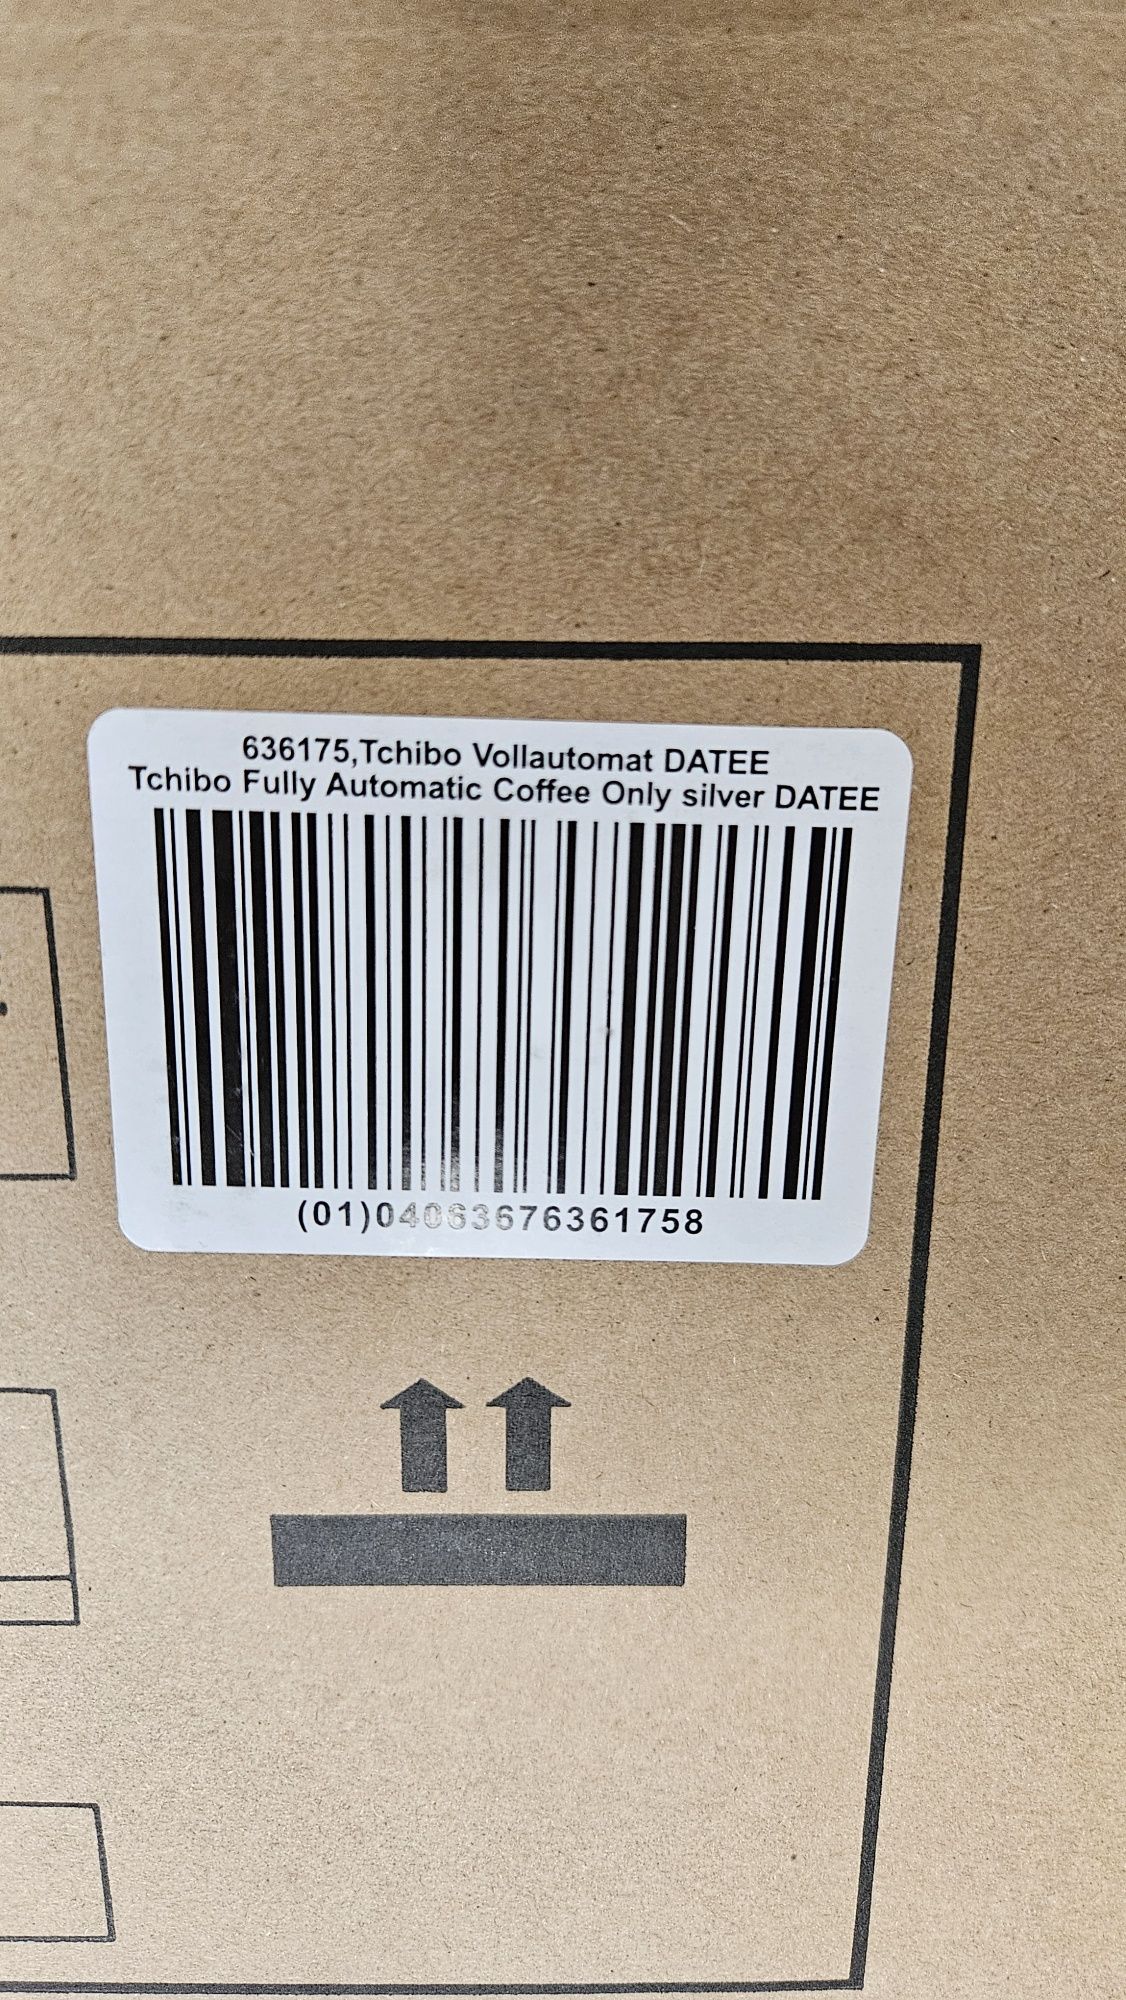 636175,Tchibo Vollautomat DATEE
Tchibo Fully Automatic Coffee Only silver DATEE
(01)04063676361758